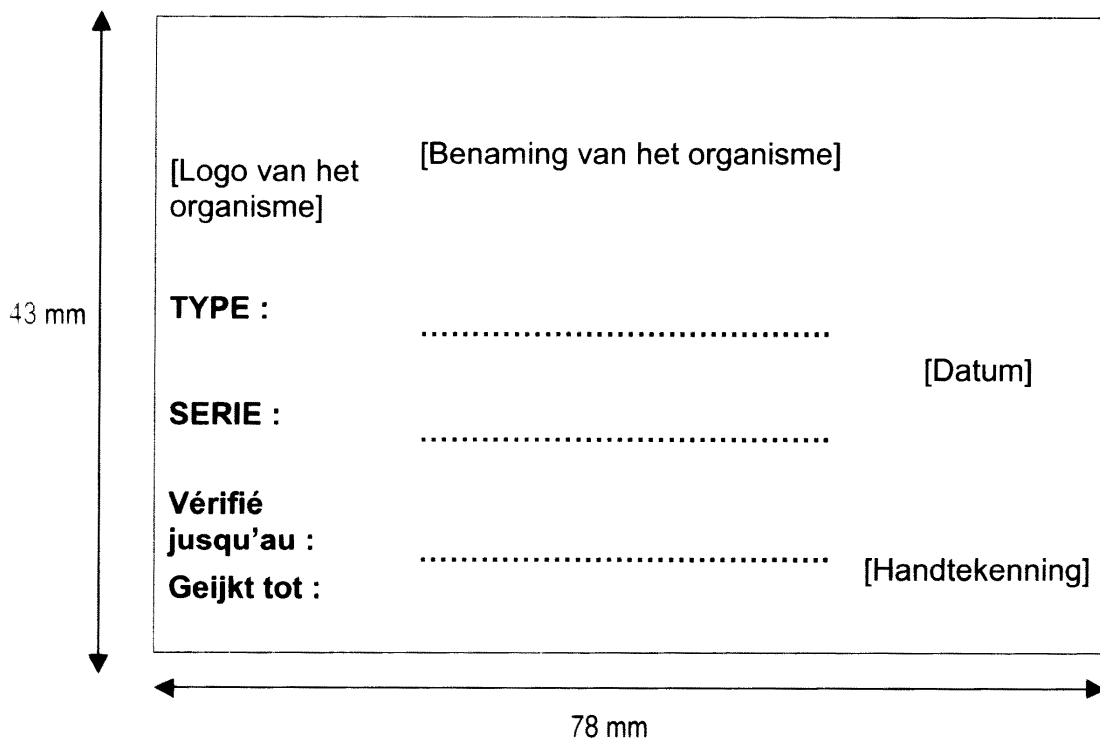 [Benaming van het organisme]
[Logo van het
organisme]
43 mm
TYPE :
..........................................
[Datum]
SERIE :
..........................................
Vérifié
jusqu'au :
..........................................
[Handtekenning]
Geijkt tot :
78 mm